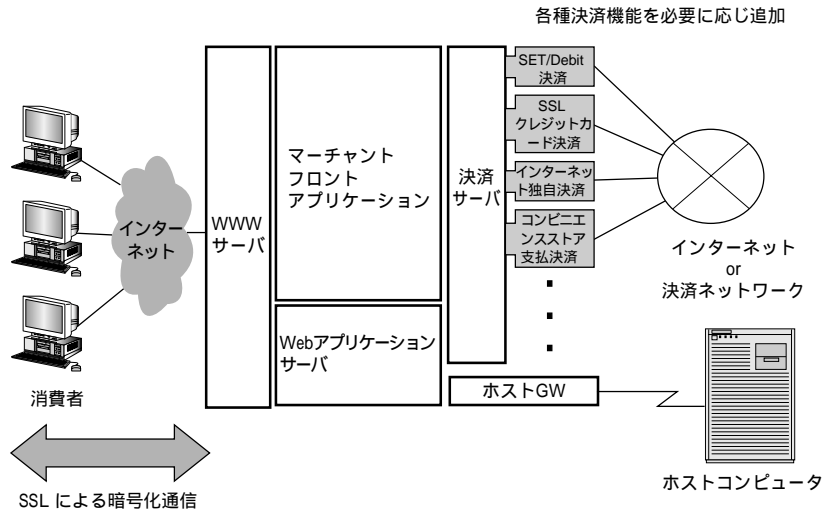 各種決済機能を必要に応じ追加
SET/Debit
決済
SSL
クレジットカ
ード決済
インターネッ
ト独自決済
コンビニエ
ンスストア
支払決済
マーチャント
フロント
アプリケーション
決済
サーバ
WWW
サーバ
インター
ネット
インターネット
or
決済ネットワーク
Webアプリケーション
サーバ
ホストGW
消費者
ホストコンピュータ
SSL による暗号化通信